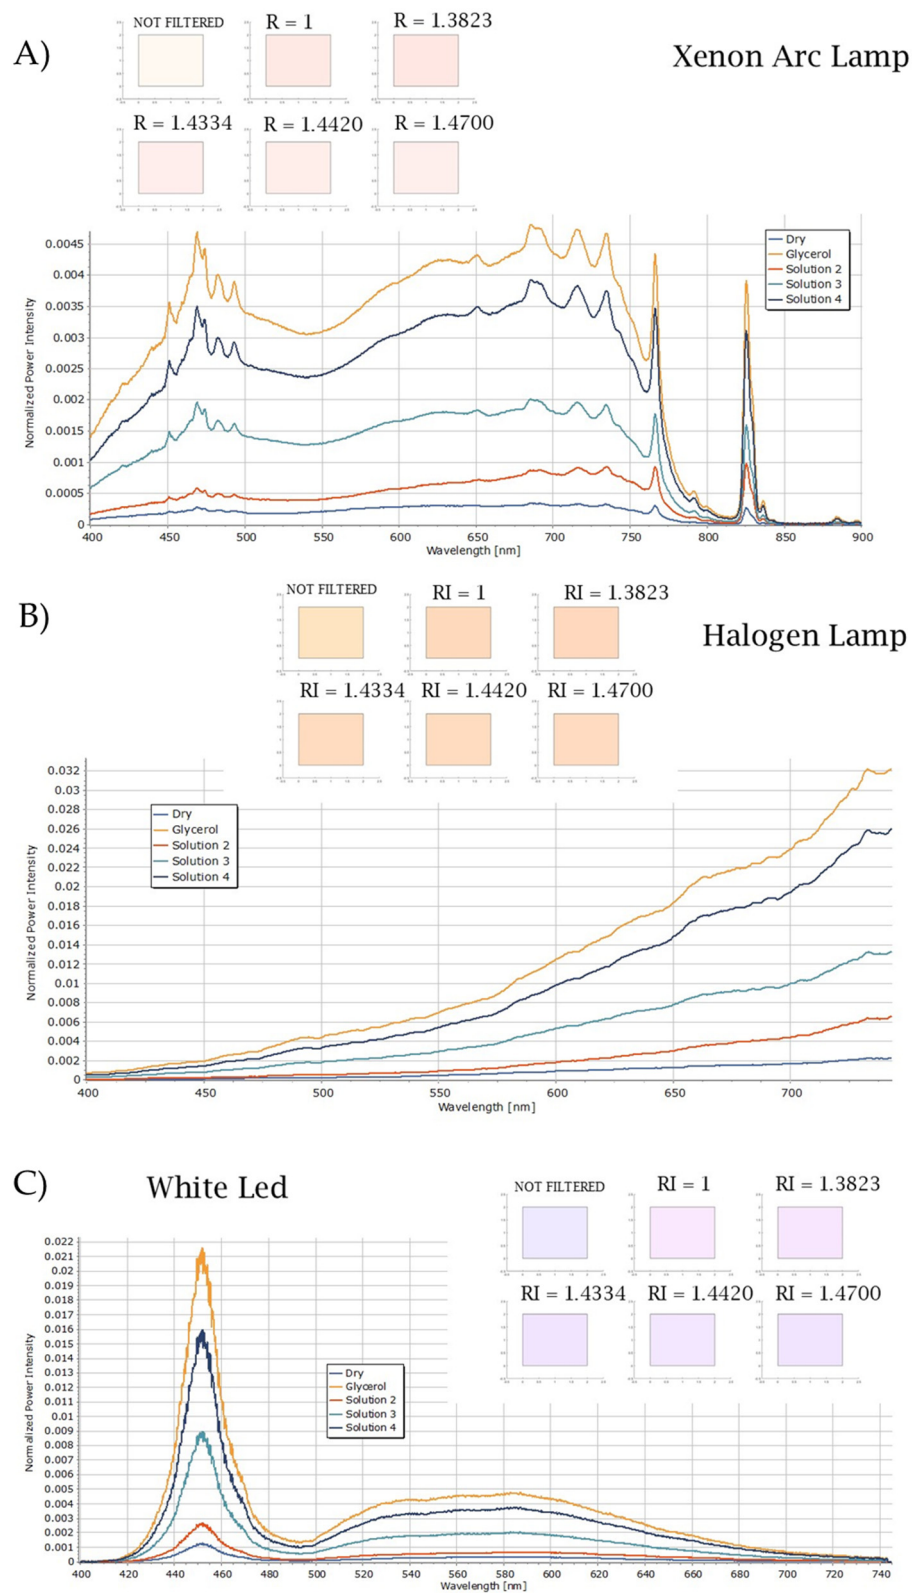 A)
NOT FILTERED
R = 1
R = 1.3823
Xenon Arc Lamp
R = 1.4334
R = 1.4420
R = 1.4700
Normalized Power Intensity
0.0045
0.004
0.0035
0.003
0.0025
0.002
0.0015
0.001
0.0005
0
Dry
Glycerol
Solution 2
Solution 3
Solution 4
400 450 500 550 600 650 700 750 800 850 900
Wavelength [nm]
B)
NOT FILTERED
RI = 1
RI = 1.3823
Halogen Lamp
RI = 1.4334
RI = 1.4420
RI = 1.4700
Normalized Power Intensity
0.032
0.03
0.028
0.026
0.024
0.022
0.02
0.018
0.016
0.014
0.012
0.01
0.008
0.006
0.004
0.002
0
Dry
Glycerol
Solution 2
Solution 3
Solution 4
400 450 500 550 600 650 700
Wavelength [nm]
C)
White Led
NOT FILTERED
RI = 1
RI = 1.3823
RI = 1.4334
RI = 1.4420
RI = 1.4700
Normalized Power Intensity
0.022
0.021
0.02
0.019
0.018
0.017
0.016
0.015
0.014
0.013
0.012
0.011
0.01
0.009
0.008
0.007
0.006
0.005
0.004
0.003
0.002
0.001
0
Dry
Glycerol
Solution 2
Solution 3
Solution 4
400 420 440 460 480 500 520 540 560 580 600 620 640 660 680 700 720 740
Wavelength [nm]